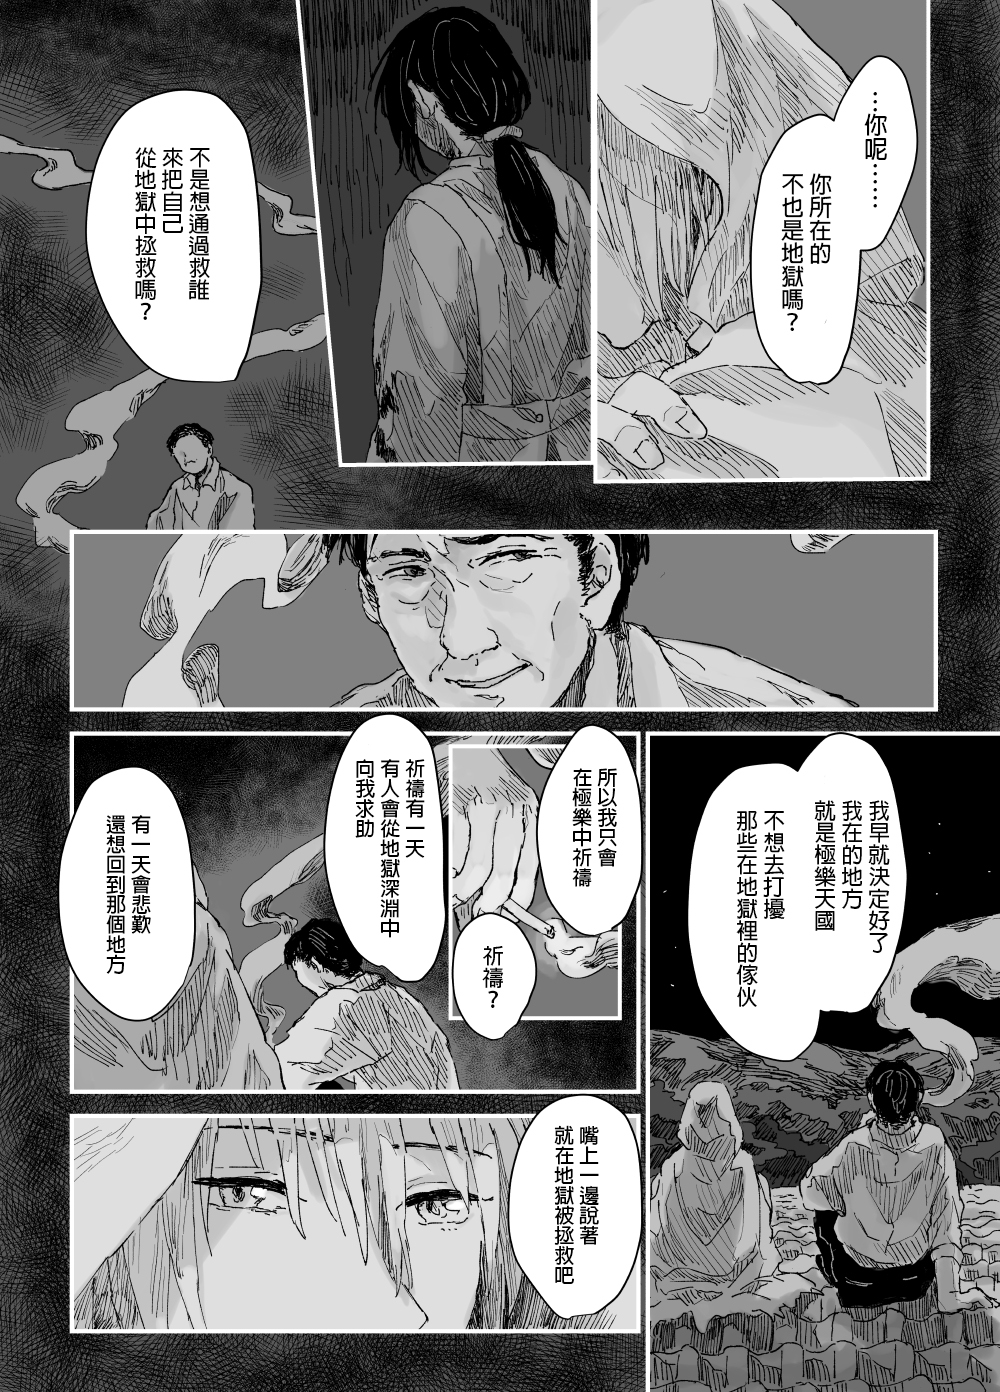 …你呢……
你所在的
不也是地獄嗎？
不是想通過救誰
來把自己
從地獄中拯救嗎？
我早就決定好了
我在的地方
就是極樂天國
不想去打擾
那些在地獄裡的傢伙
所以我只會
在極樂中祈禱
祈禱？
祈禱有一天
有人會從地獄深淵中
向我求助
有一天會悲歎
還想回到那個地方
嘴上一邊說著
就在地獄被拯救吧